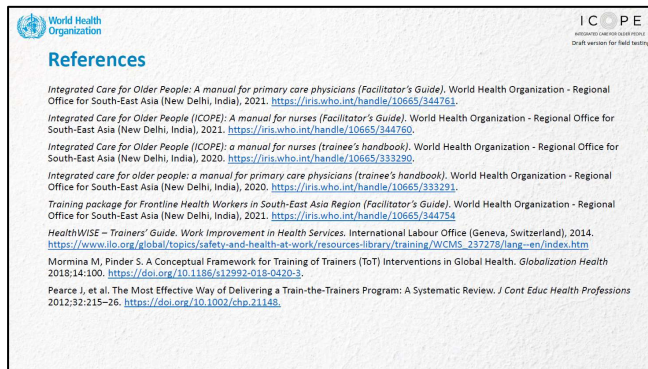 World Health
Organization
ICOPE
INTEGRATED CARE FOR OLDER PEOPLE
Draft version for field testing
References
Integrated Care for Older People: A manual for primary care physicians (Facilitator's Guide). World Health Organization - Regional
Office for South-East Asia (New Delhi, India), 2021. https://iris.who.int/handle/10665/344761.
Integrated Care for Older People (ICOPE): A manual for nurses (Facilitator's Guide). World Health Organization - Regional Office for
South-East Asia (New Delhi, India), 2021. https://iris.who.int/handle/10665/344760.
Integrated Care for Older People (ICOPE): a manual for nurses (trainee's handbook). World Health Organization - Regional Office for
South-East Asia (New Delhi, India), 2020. https://iris.who.int/handle/10665/333290.
Integrated care for older people: a manual for primary care physicians (trainee's handbook). World Health Organization - Regional
Office for South-East Asia (New Delhi, India), 2020. https://iris.who.int/handle/10665/333291.
Training package for Frontline Health Workers in South-East Asia Region (Facilitator's Guide). World Health Organization - Regional
Office for South-East Asia (New Delhi, India), 2021. https://iris.who.int/handle/10665/344754
HealthWISE – Trainers' Guide. Work Improvement in Health Services. International Labour Office (Geneva, Switzerland), 2014.
https://www.ilo.org/global/topics/safety-and-health-at-work/resources-library/training/WCMS_237278/lang--en/index.htm
Mormina M, Pinder S. A Conceptual Framework for Training of Trainers (ToT) Interventions in Global Health. Globalization Health
2018;14:100. https://doi.org/10.1186/s12992-018-0420-3.
Pearce J, et al. The Most Effective Way of Delivering a Train-the-Trainers Program: A Systematic Review. J Cont Educ Health Professions
2012;32:215–26. https://doi.org/10.1002/chp.21148.